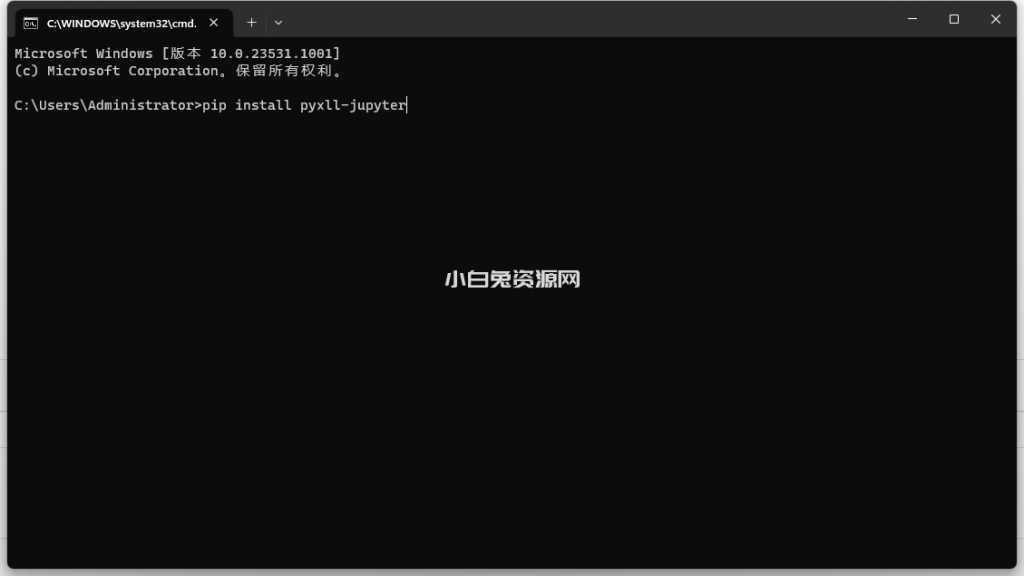 C:\WINDOWS\system32\cmd.
Microsoft Windows [版本 10.0.23531.1001]
(c) Microsoft Corporation。保留所有权利。
C:\Users\Administrator>pip install pyxll-jupyter
小白兔资源网